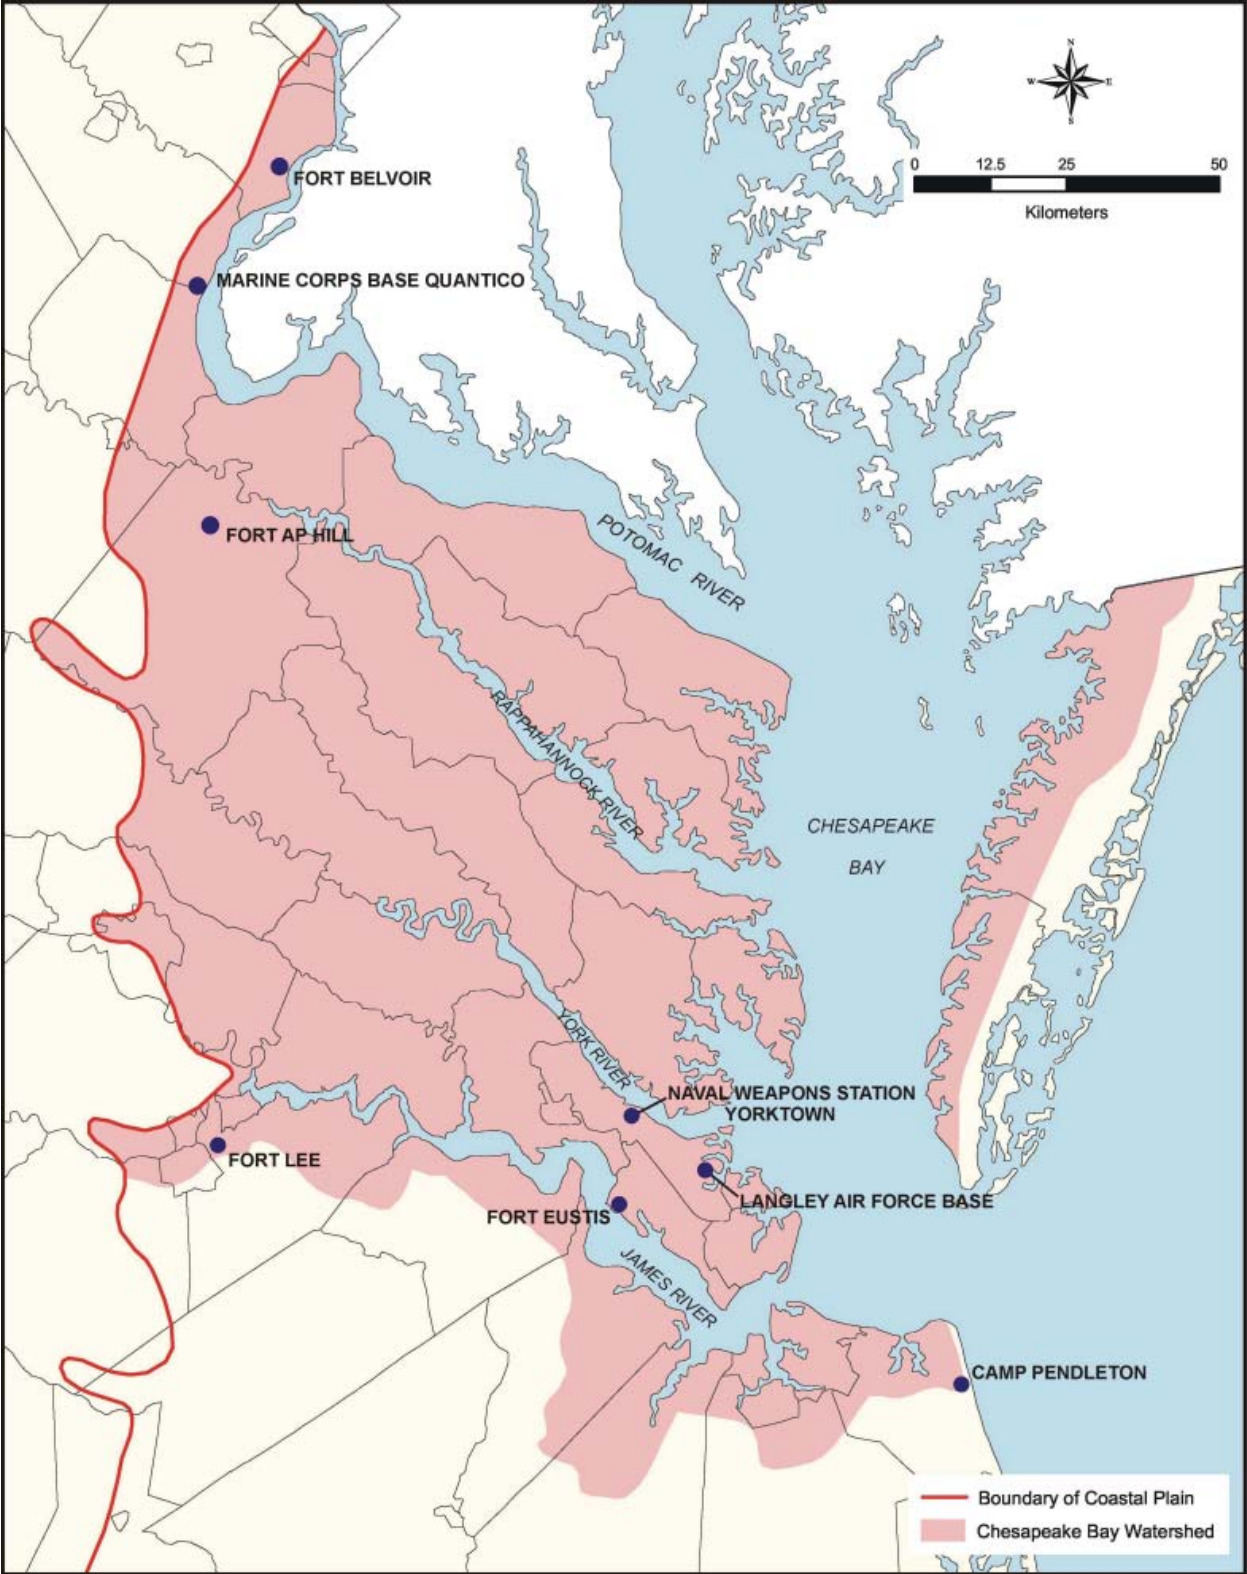 N
W E
S
0 12.5 25 50
Kilometers
FORT BELVOIR
MARINE CORPS BASE QUANTICO
FORT AP HILL
POTOMAC RIVER
RAPPAHANNOCK RIVER
CHESAPEAKE
BAY
YORK RIVER
NAVAL WEAPONS STATION
YORKTOWN
FORT LEE
LANGLEY AIR FORCE BASE
FORT EUSTIS
JAMES RIVER
CAMP PENDLETON
Boundary of Coastal Plain
Chesapeake Bay Watershed